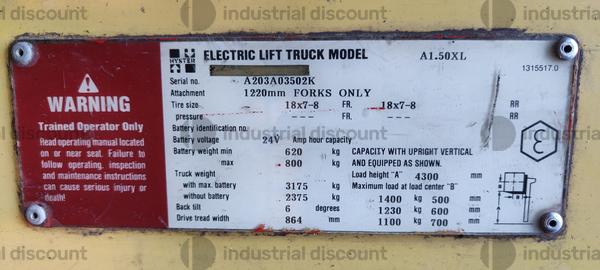 WARNING
Trained Operator Only
Read operating manual located
on or near seat. Failure to
follow operating, inspection
and maintenance instructions
can cause serious injury or
death!
HYSTER
ELECTRIC LIFT TRUCK MODEL A1.50XL
1315517.0
Serial no. A203A03502K
Attachment 1220mm FORKS ONLY
Tire size 18x7-8 FR. 18x7-8 RR
pressure --- FR. --- RR
Battery identification no.
Battery voltage 24V Amp hour capacity
Battery weight min 620 kg CAPACITY WITH UPRIGHT VERTICAL
max 800 kg AND EQUIPPED AS SHOWN.
Truck weight Load height "A" 4300 mm
with max. battery 3175 kg Maximum load at load center "B"
without battery 2375 kg 1400 kg 500 mm
Back tilt 6 degrees 1230 kg 600 mm
Drive tread width 864 mm 1100 kg 700 mm
industrial discount
industrial discount
industrial discount
industrial discount
industrial discount
industrial discount